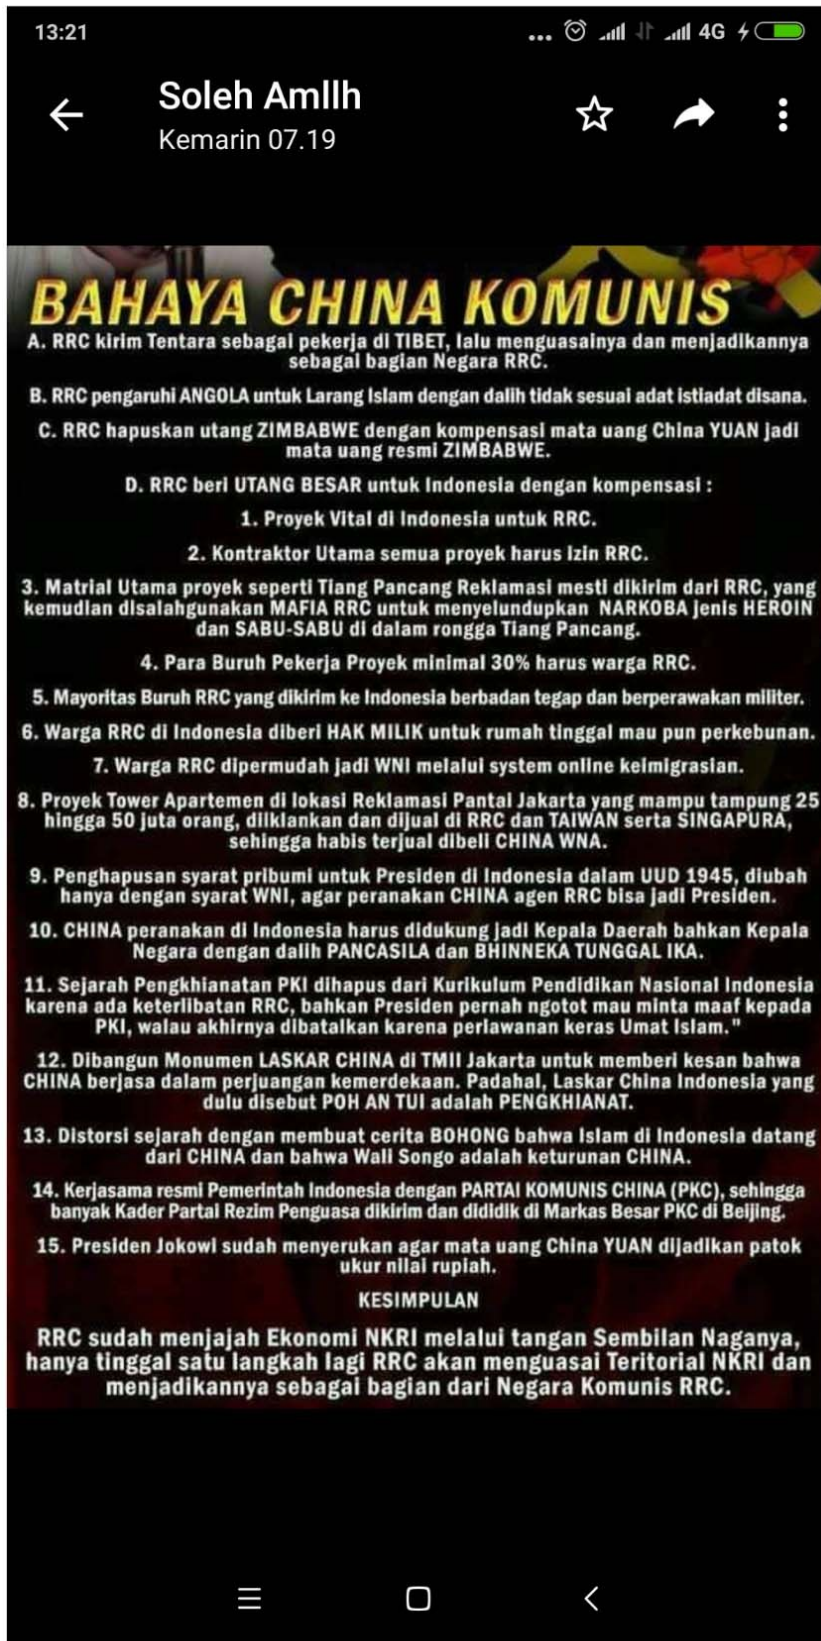 13:21
... 4G
Soleh Amllh
Kemarin 07.19
BAHAYA CHINA KOMUNIS
A. RRC kirim Tentara sebagai pekerja di TIBET, lalu menguasainya dan menjadikannya
sebagai bagian Negara RRC.
B. RRC pengaruhi ANGOLA untuk Larang Islam dengan dalih tidak sesuai adat istiadat disana.
C. RRC hapuskan utang ZIMBABWE dengan kompensasi mata uang China YUAN jadi
mata uang resmi ZIMBABWE.
D. RRC beri UTANG BESAR untuk Indonesia dengan kompensasi :
1. Proyek Vital di Indonesia untuk RRC.
2. Kontraktor Utama semua proyek harus Izin RRC.
3. Matrial Utama proyek seperti Tiang Pancang Reklamasi mesti dikirim dari RRC, yang
kemudian disalahgunakan MAFIA RRC untuk menyelundupkan NARKOBA jenis HEROIN
dan SABU-SABU di dalam rongga Tiang Pancang.
4. Para Buruh Pekerja Proyek minimal 30% harus warga RRC.
5. Mayoritas Buruh RRC yang dikirim ke Indonesia berbadan tegap dan berperawakan militer.
6. Warga RRC di Indonesia diberi HAK MILIK untuk rumah tinggal mau pun perkebunan.
7. Warga RRC dipermudah jadi WNI melalui system online keimigrasian.
8. Proyek Tower Apartemen di lokasi Reklamasi Pantai Jakarta yang mampu tampung 25
hingga 50 juta orang, diiklankan dan dijual di RRC dan TAIWAN serta SINGAPURA,
sehingga habis terjual dibeli CHINA WNA.
9. Penghapusan syarat pribumi untuk Presiden di Indonesia dalam UUD 1945, diubah
hanya dengan syarat WNI, agar peranakan CHINA agen RRC bisa jadi Presiden.
10. CHINA peranakan di Indonesia harus didukung jadi Kepala Daerah bahkan Kepala
Negara dengan dalih PANCASILA dan BHINNEKA TUNGGAL IKA.
11. Sejarah Pengkhianatan PKI dihapus dari Kurikulum Pendidikan Nasional Indonesia
karena ada keterlibatan RRC, bahkan Presiden pernah ngotot mau minta maaf kepada
PKI, walau akhirnya dibatalkan karena perlawanan keras Umat Islam."
12. Dibangun Monumen LASKAR CHINA di TMII Jakarta untuk memberi kesan bahwa
CHINA berjasa dalam perjuangan kemerdekaan. Padahal, Laskar China Indonesia yang
dulu disebut POH AN TUI adalah PENGKHIANAT.
13. Distorsi sejarah dengan membuat cerita BOHONG bahwa Islam di Indonesia datang
dari CHINA dan bahwa Wali Songo adalah keturunan CHINA.
14. Kerjasama resmi Pemerintah Indonesia dengan PARTAI KOMUNIS CHINA (PKC), sehingga
banyak Kader Partai Rezim Penguasa dikirim dan dididik di Markas Besar PKC di Beijing.
15. Presiden Jokowi sudah menyerukan agar mata uang China YUAN dijadikan patok
ukur nilai rupiah.
KESIMPULAN
RRC sudah menjajah Ekonomi NKRI melalui tangan Sembilan Naganya,
hanya tinggal satu langkah lagi RRC akan menguasai Teritorial NKRI dan
menjadikannya sebagai bagian dari Negara Komunis RRC.